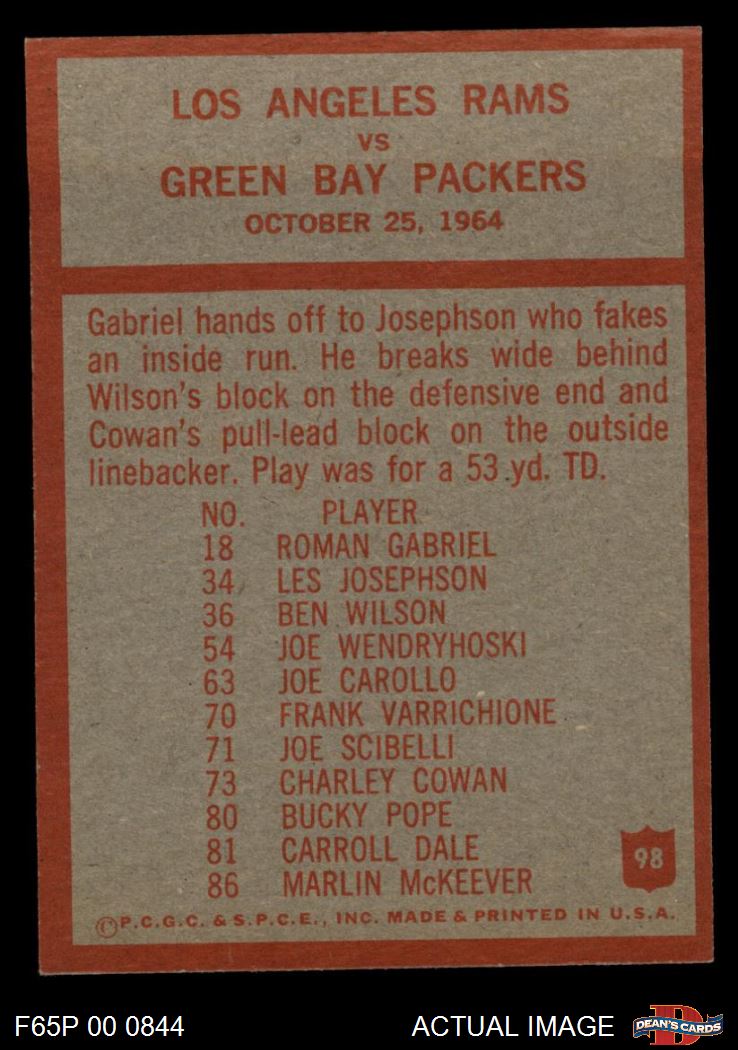 LOS ANGELES RAMS
VS
GREEN BAY PACKERS
OCTOBER 25, 1964
Gabriel hands off to Josephson who fakes
an inside run. He breaks wide behind
Wilson's block on the defensive end and
Cowan's pull-lead block on the outside
linebacker. Play was for a 53 yd. TD.
NO. PLAYER
18 ROMAN GABRIEL
34 LES JOSEPHSON
36 BEN WILSON
54 JOE WENDRYHOSKI
63 JOE CAROLLO
70 FRANK VARRICHIONE
71 JOE SCIBELLI
73 CHARLEY COWAN
80 BUCKY POPE
81 CARROLL DALE
86 MARLIN McKEEVER
98
©P.C.G.C. & S.P.C.E., INC. MADE & PRINTED IN U.S.A.
F65P 00 0844 ACTUAL IMAGE
D
DEAN'S CARDS